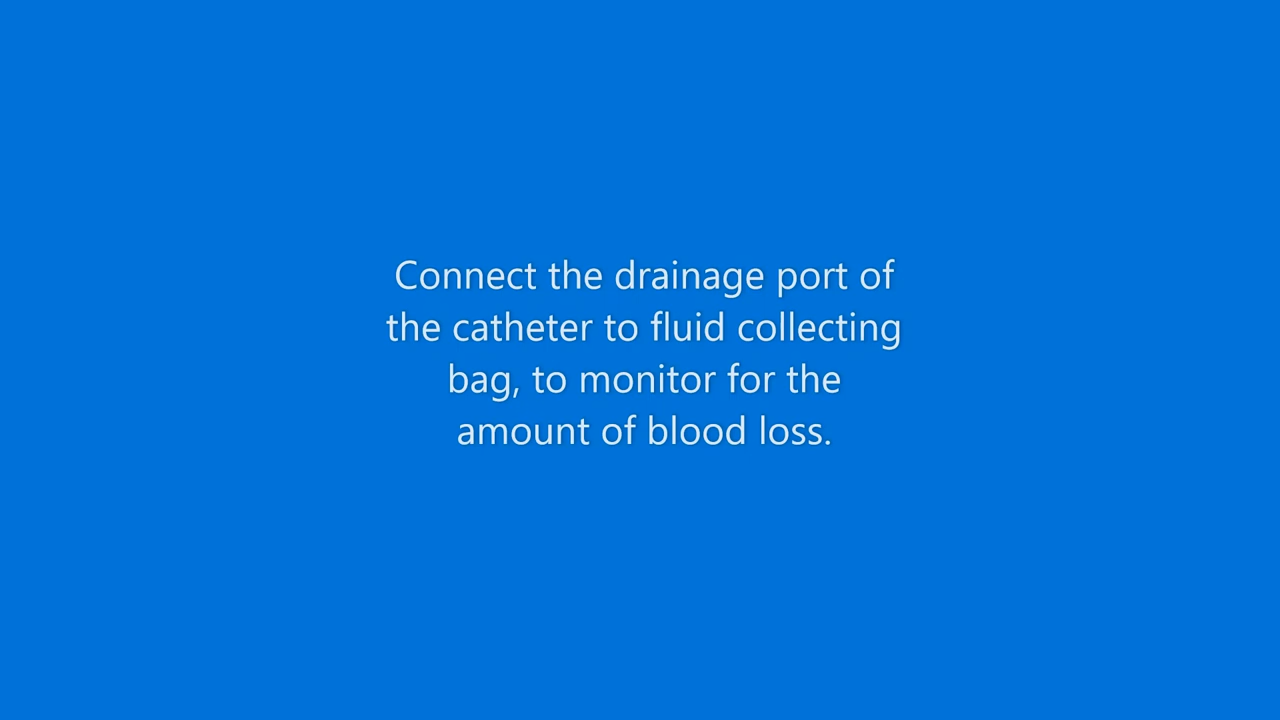 Connect the drainage port of
the catheter to fluid collecting
bag, to monitor for the
amount of blood loss.